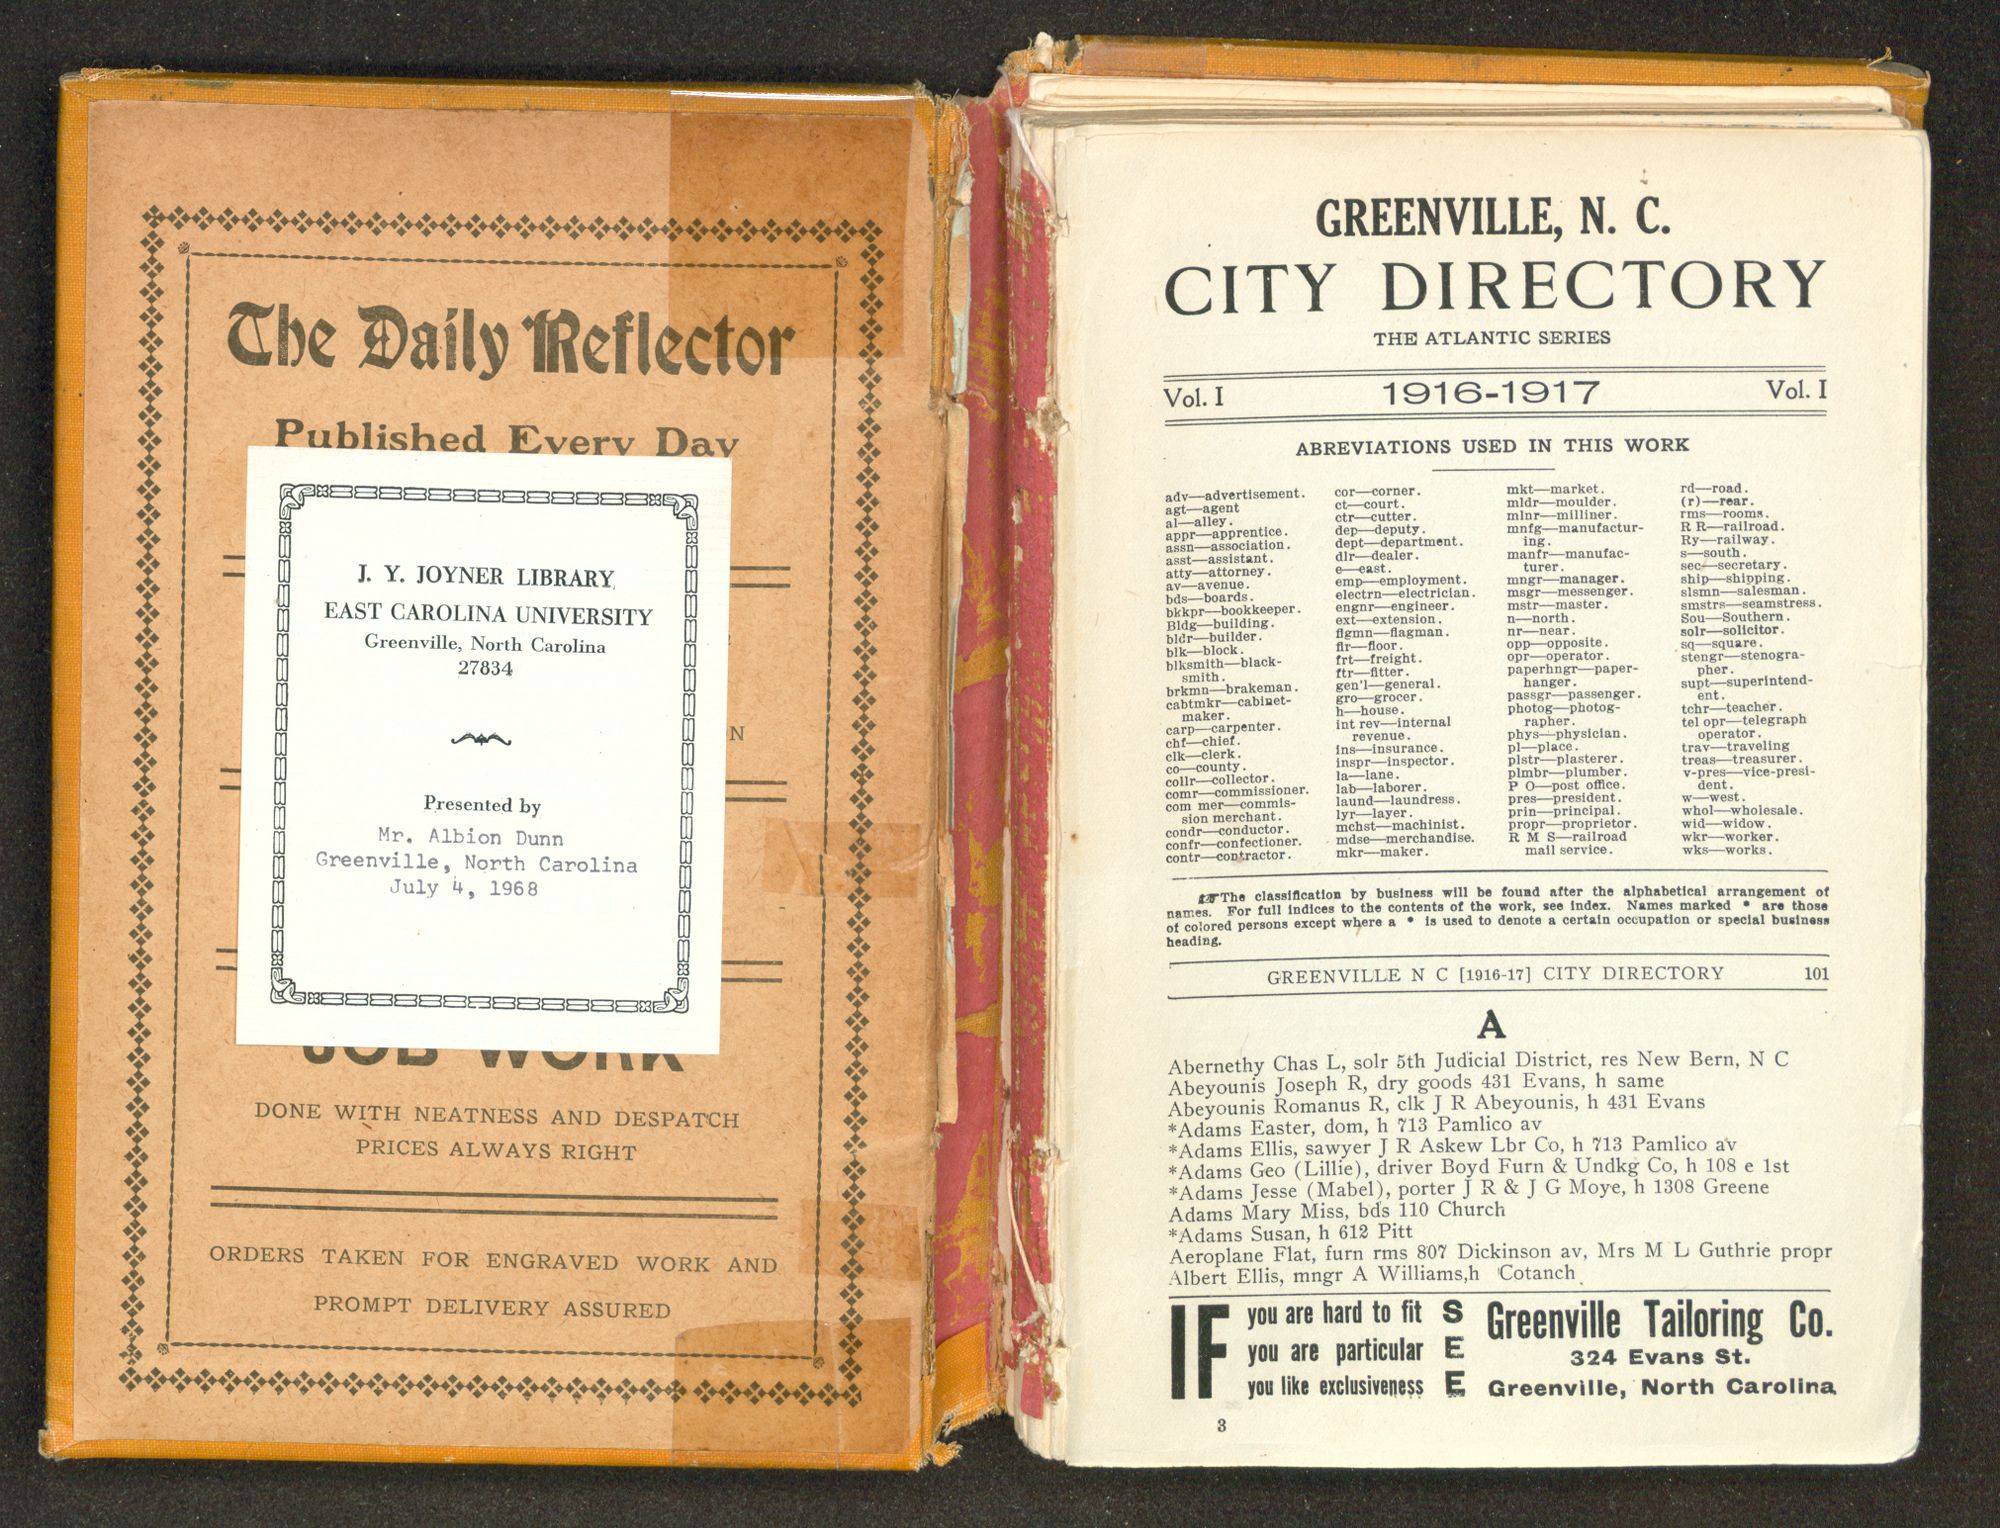 The Daily Reflector
Published Every Day
J. Y. JOYNER LIBRARY
EAST CAROLINA UNIVERSITY
Greenville, North Carolina
27834
Presented by
Mr. Albion Dunn
Greenville, North Carolina
July 4, 1968
JOB WORK
DONE WITH NEATNESS AND DESPATCH
PRICES ALWAYS RIGHT
ORDERS TAKEN FOR ENGRAVED WORK AND
PROMPT DELIVERY ASSURED
GREENVILLE, N. C.
CITY DIRECTORY
THE ATLANTIC SERIES
Vol. I 1916-1917 Vol. I
ABREVIATIONS USED IN THIS WORK
adv—advertisement.
agt—agent
al—alley.
appr—apprentice.
assn—association.
asst—assistant.
atty—attorney.
av—avenue.
bds—boards.
bkkpr—bookkeeper.
Bldg—building.
bldr—builder.
blk—block.
blksmith—black-
smith.
brkmn—brakeman.
cabtmkr—cabinet-
maker.
carp—carpenter.
chf—chief.
clk—clerk.
co—county.
collr—collector.
comr—commissioner.
com mer—commis-
sion merchant.
condr—conductor.
confr—confectioner.
contr—contractor.
cor—corner.
ct—court.
ctr—cutter.
dep—deputy.
dept—department.
dlr—dealer.
e—east.
emp—employment.
electrn—electrician.
engnr—engineer.
ext—extension.
flgmn—flagman.
flr—floor.
frt—freight.
ftr—fitter.
gen'l—general.
gro—grocer.
h—house.
int rev—internal
revenue.
ins—insurance.
inspr—inspector.
la—lane.
lab—laborer.
laund—laundress.
lyr—layer.
mchst—machinist.
mdse—merchandise.
mkr—maker.
mkt—market.
mldr—moulder.
mlnr—milliner.
mnfg—manufactur-
ing.
manfr—manufac-
turer.
mngr—manager.
msgr—messenger.
mstr—master.
n—north.
nr—near.
opp—opposite.
opr—operator.
paperhngr—paper-
hanger.
passgr—passenger.
photog—photog-
rapher.
phys—physician.
pl—place.
plstr—plasterer.
plmbr—plumber.
P O—post office.
pres—president.
prin—principal.
propr—proprietor.
R M S—railroad
mail service.
rd—road.
(r)—rear.
rms—rooms.
R R—railroad.
Ry—railway.
s—south.
sec—secretary.
ship—shipping.
slsmn—salesman.
smstrs—seamstress.
Sou—Southern.
solr—solicitor.
sq—square.
stengr—stenogra-
pher.
supt—superintend-
ent.
tchr—teacher.
tel opr—telegraph
operator.
trav—traveling
treas—treasurer.
v-pres—vice-presi-
dent.
w—west.
whol—wholesale.
wid—widow.
wkr—worker.
wks—works.
☞The classification by business will be found after the alphabetical arrangement of
names. For full indices to the contents of the work, see index. Names marked * are those
of colored persons except where a * is used to denote a certain occupation or special business
heading.
GREENVILLE N C [1916-17] CITY DIRECTORY 101
A
Abernethy Chas L, solr 5th Judicial District, res New Bern, N C
Abeyounis Joseph R, dry goods 431 Evans, h same
Abeyounis Romanus R, clk J R Abeyounis, h 431 Evans
*Adams Easter, dom, h 713 Pamlico av
*Adams Ellis, sawyer J R Askew Lbr Co, h 713 Pamlico av
*Adams Geo (Lillie), driver Boyd Furn & Undkg Co, h 108 e 1st
*Adams Jesse (Mabel), porter J R & J G Moye, h 1308 Greene
Adams Mary Miss, bds 110 Church
*Adams Susan, h 612 Pitt
Aeroplane Flat, furn rms 807 Dickinson av, Mrs M L Guthrie propr
Albert Ellis, mngr A Williams,h Cotanch
IF
you are hard to fit
you are particular
you like exclusiveness
SEE
Greenville Tailoring Co.
324 Evans St.
Greenville, North Carolina
3